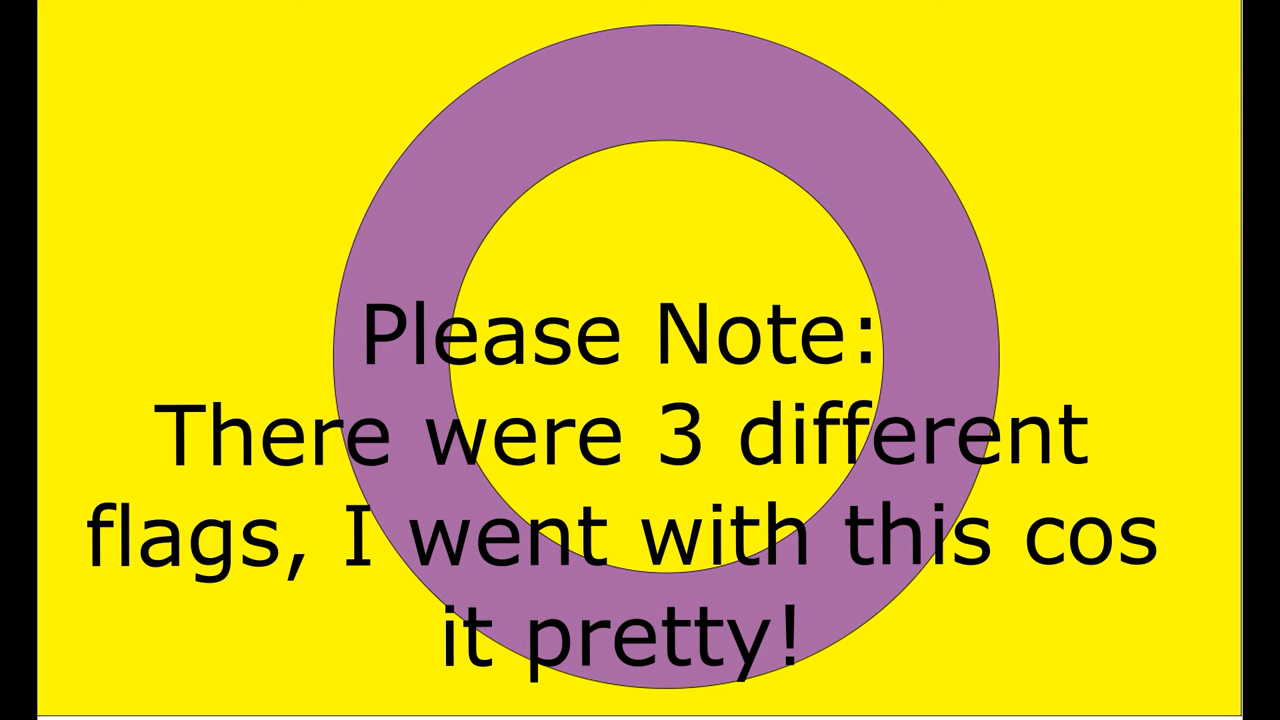 Please Note:
There were 3 different
flags, I went with this cos
it pretty!